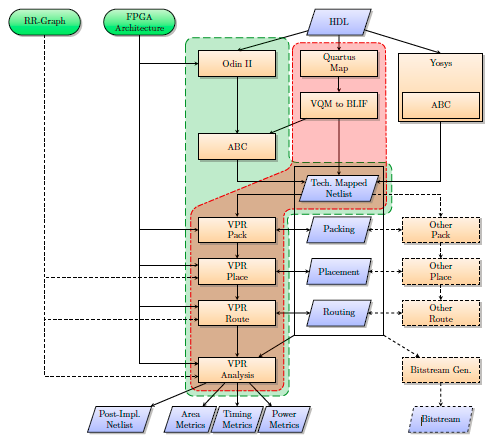 RR-Graph
FPGA
Architecture
HDL
Odin II
Quartus
Map
Yosys
VQM to BLIF
ABC
ABC
Tech. Mapped
Netlist
VPR
Pack
Packing
Other
Pack
VPR
Place
Placement
Other
Place
VPR
Route
Routing
Other
Route
VPR
Analysis
Bitstream Gen.
Post-Impl.
Netlist
Area
Metrics
Timing
Metrics
Power
Metrics
Bitstream